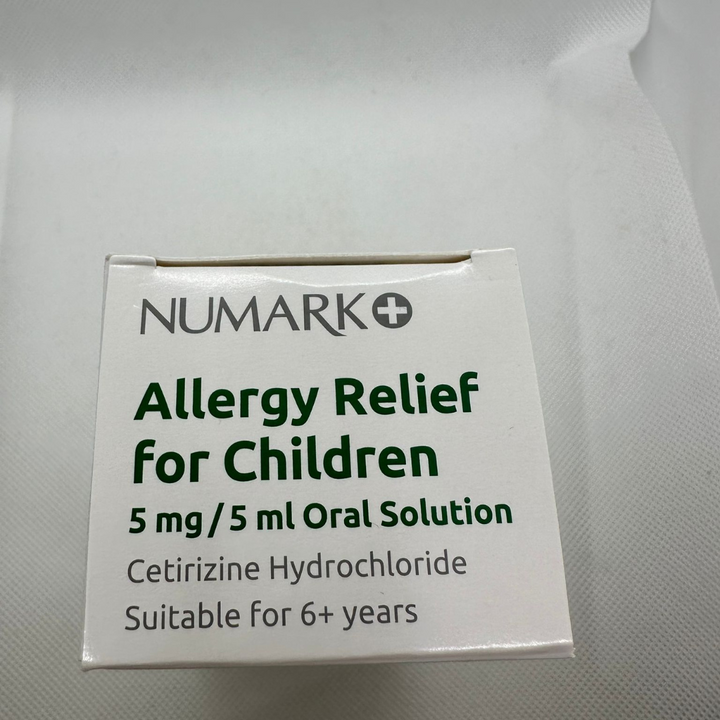 NUMARK
Allergy Relief
for Children
5 mg / 5 ml Oral Solution
Cetirizine Hydrochloride
Suitable for 6+ years